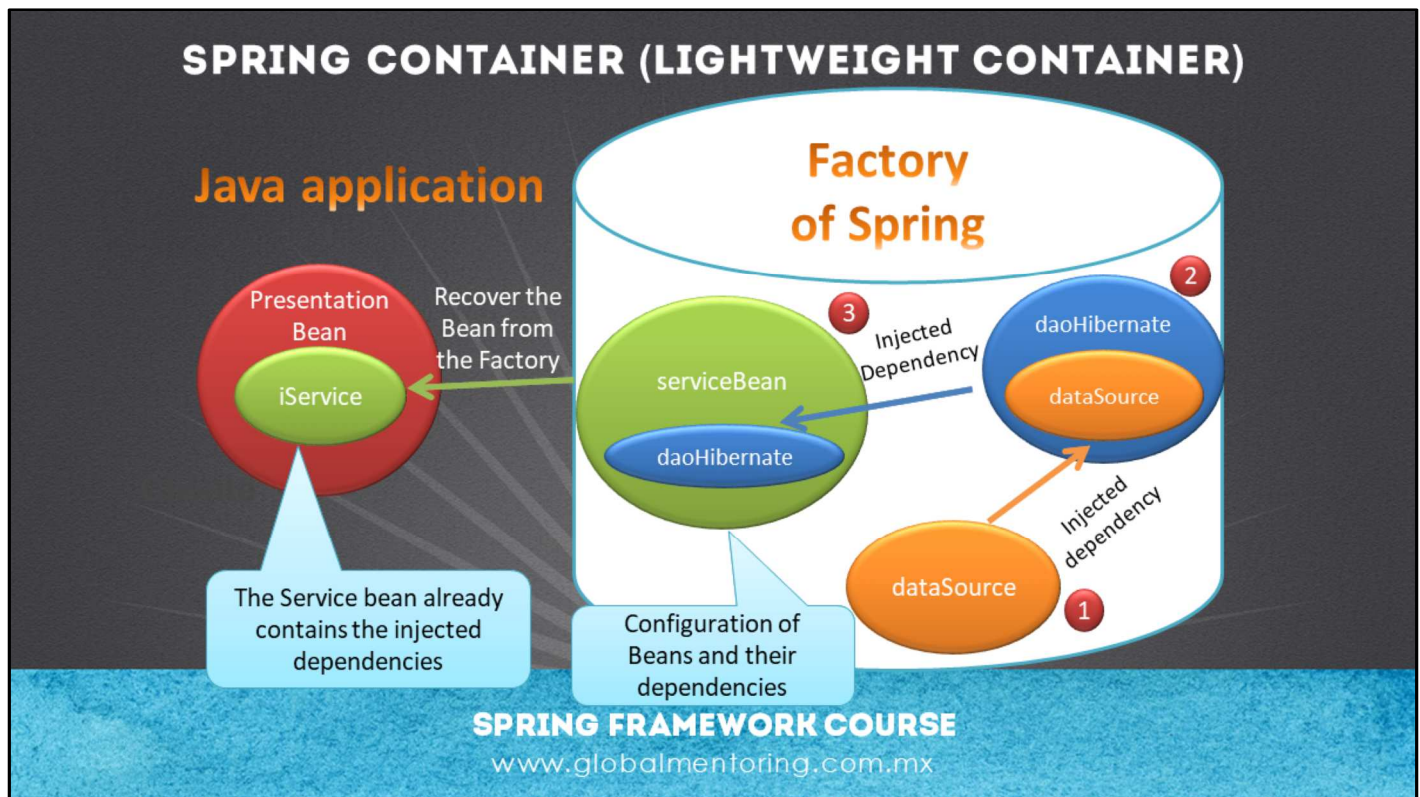 SPRING CONTAINER (LIGHTWEIGHT CONTAINER)
Java application
Factory
of Spring
Presentation
Bean
iService
Recover the
Bean from
the Factory
serviceBean
daoHibernate
3
Injected
Dependency
2
daoHibernate
dataSource
Injected
dependency
dataSource
1
The Service bean already
contains the injected
dependencies
Configuration of
Beans and their
dependencies
SPRING FRAMEWORK COURSE
www.globalmentoring.com.mx